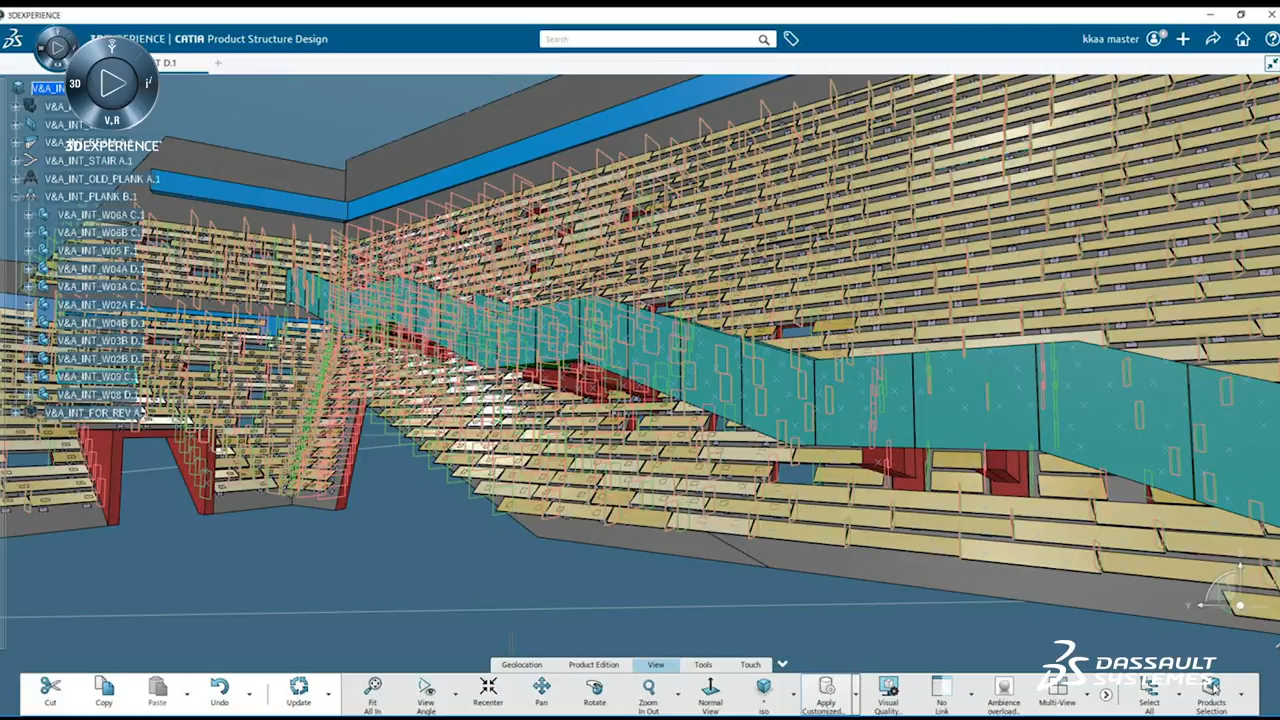 3DEXPERIENCE
3DEXPERIENCE | CATIA Product Structure Design
Search
kkaa master
T D.1
3D
V,R
3DEXPERIENCE
V&A_INT_STAIR A.1
V&A_INT_OLD_PLANK A.1
V&A_INT_PLANK B.1
V&A_INT_W06A C.1
V&A_INT_W06B C.1
V&A_INT_W05 F.1
V&A_INT_W04A D.1
V&A_INT_W03A C.1
V&A_INT_W02A F.1
V&A_INT_W04B D.1
V&A_INT_W03B D.1
V&A_INT_W02B D.1
V&A_INT_W09 C.1
V&A_INT_W08 D.1
V&A_INT_FOR_REV A
Y
Geolocation Product Edition View Tools Touch
Cut Copy Paste Undo Update Fit All In View Angle Recenter Pan Rotate Zoom In Out Normal View iso Apply Customized... Visual Quality... No Link Ambience overload... Multi-View Select All Products Selection
DASSAULT SYSTEMES